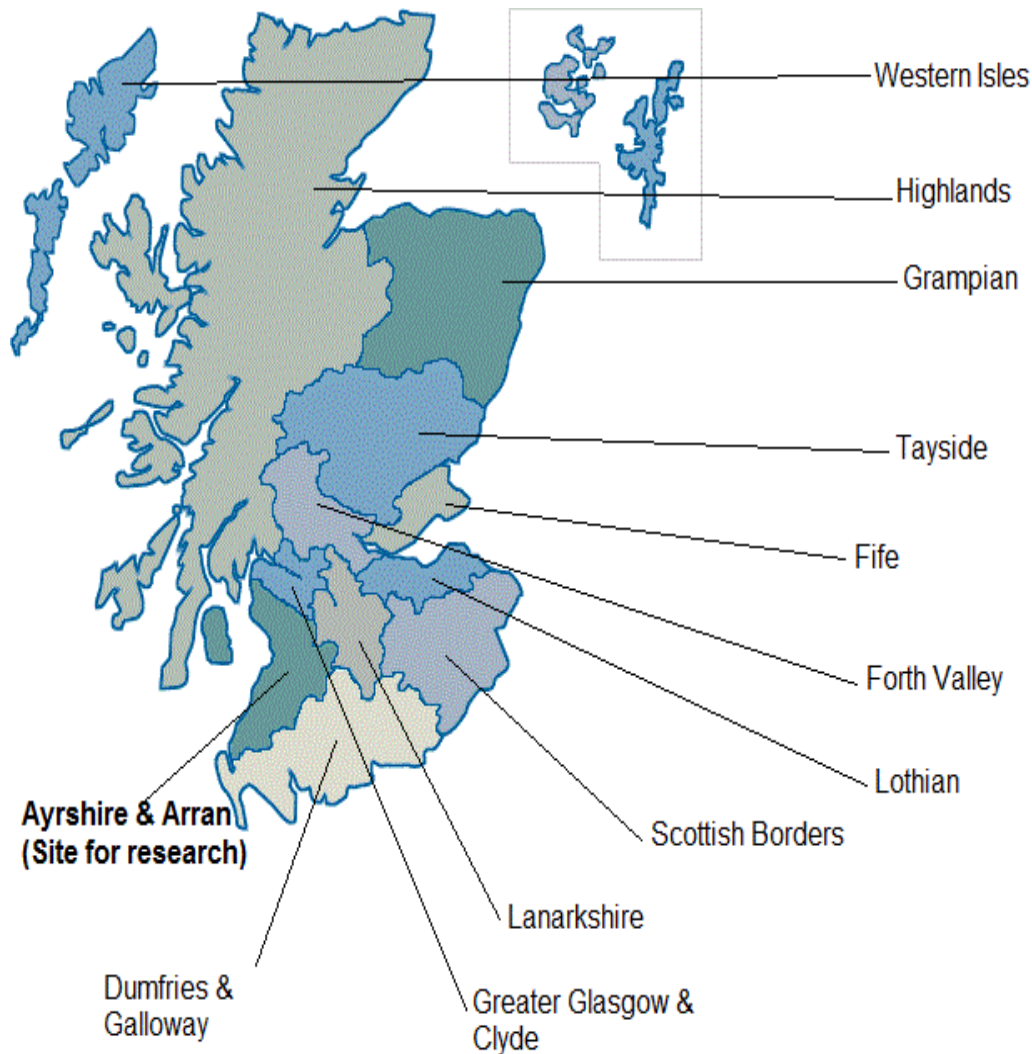 Western Isles
Highlands
Grampian
Tayside
Fife
Forth Valley
Lothian
Ayrshire & Arran
(Site for research)
Scottish Borders
Lanarkshire
Dumfries &
Galloway
Greater Glasgow &
Clyde